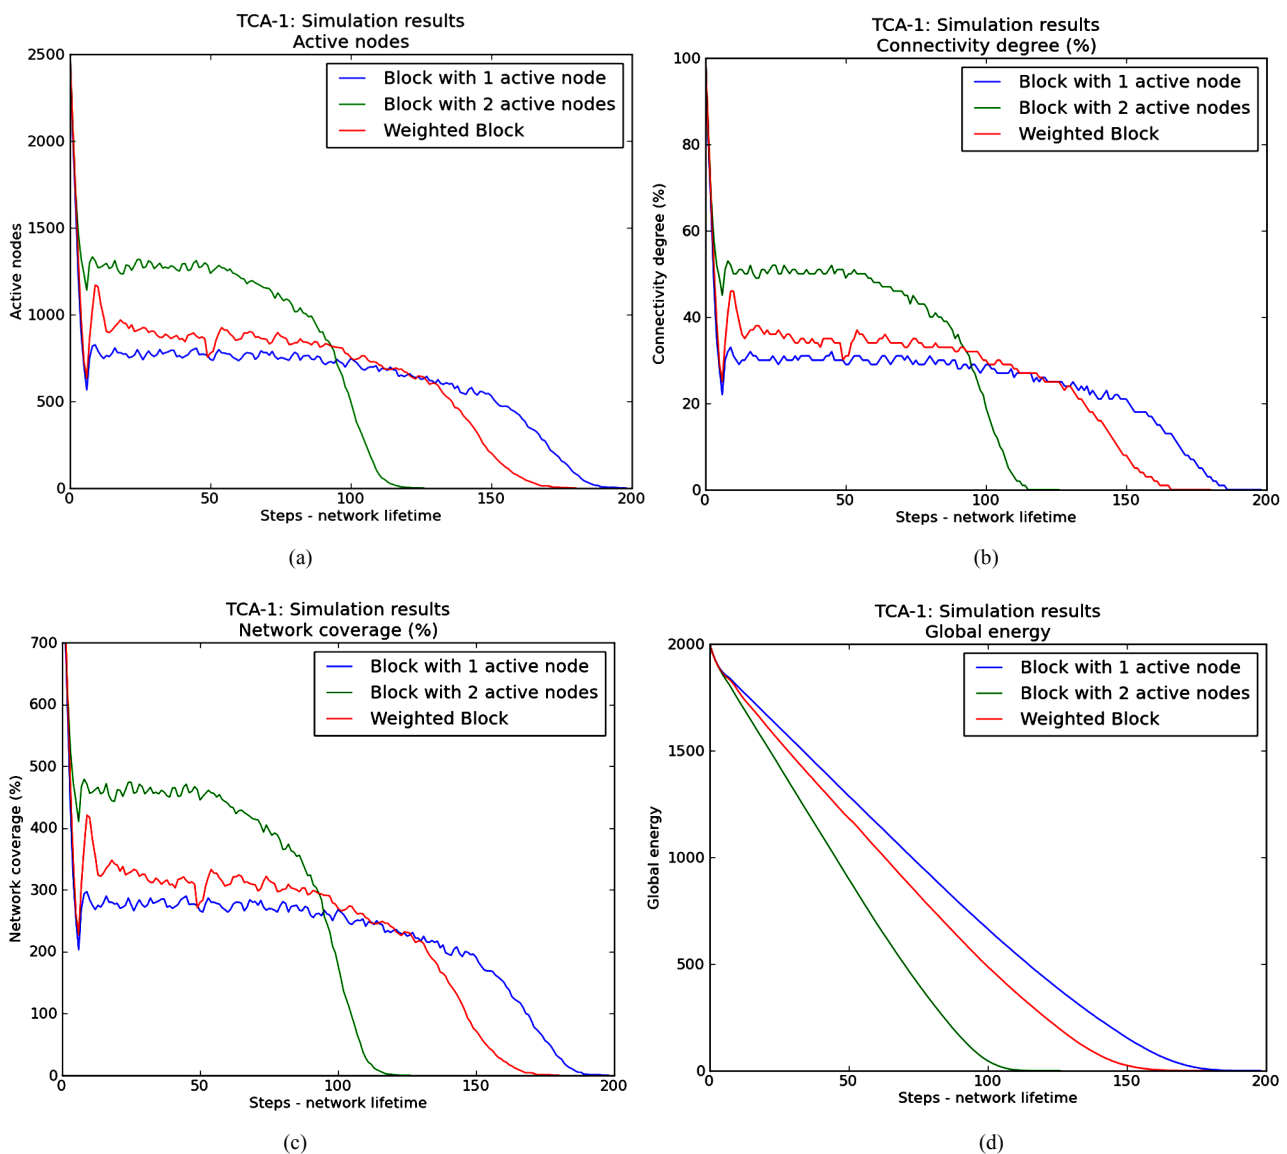 TCA-1: Simulation results
Active nodes
2500
2000
1500
1000
500
0
Active nodes
Block with 1 active node
Block with 2 active nodes
Weighted Block
0 50 100 150 200
Steps - network lifetime
(a)
TCA-1: Simulation results
Connectivity degree (%)
100
80
60
40
20
0
Connectivity degree (%)
Block with 1 active node
Block with 2 active nodes
Weighted Block
0 50 100 150 200
Steps - network lifetime
(b)
TCA-1: Simulation results
Network coverage (%)
700
600
500
400
300
200
100
0
Network coverage (%)
Block with 1 active node
Block with 2 active nodes
Weighted Block
0 50 100 150 200
Steps - network lifetime
(c)
TCA-1: Simulation results
Global energy
2000
1500
1000
500
0
Global energy
Block with 1 active node
Block with 2 active nodes
Weighted Block
0 50 100 150 200
Steps - network lifetime
(d)